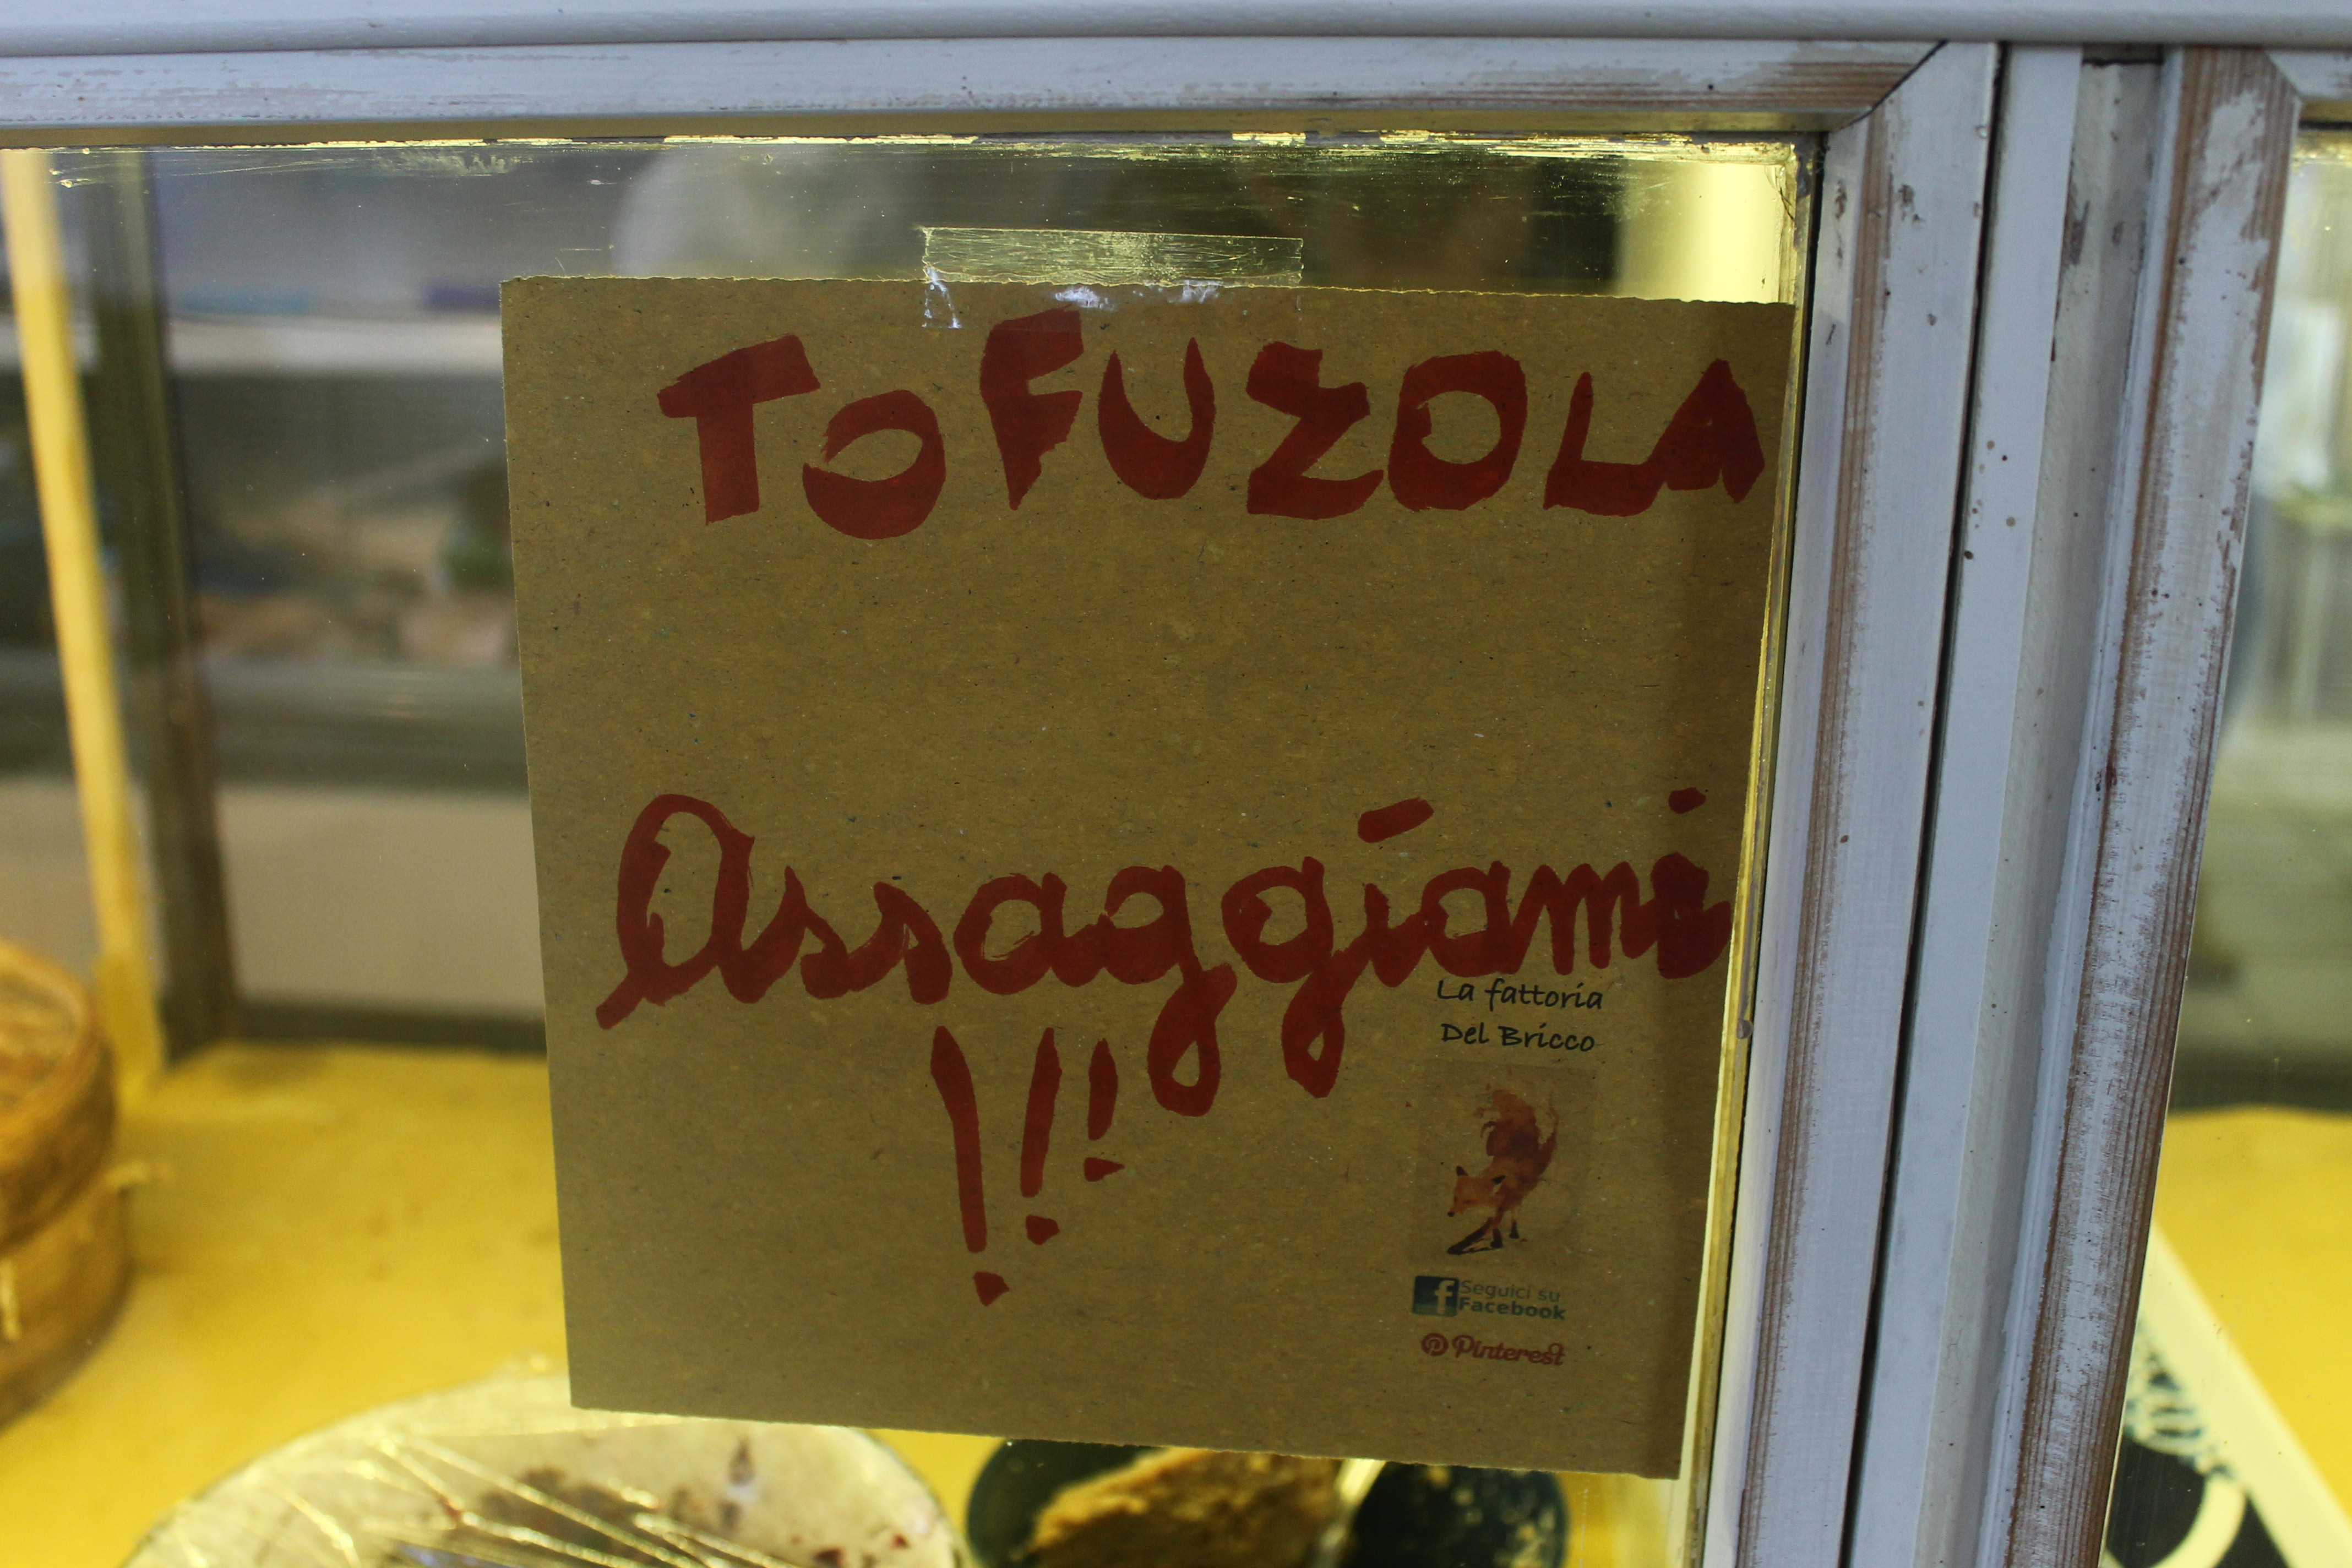 TOFUZOLA
Assaggiami
!!!
La fattoria
Del Bricco
Seguici su
Facebook
Pinterest